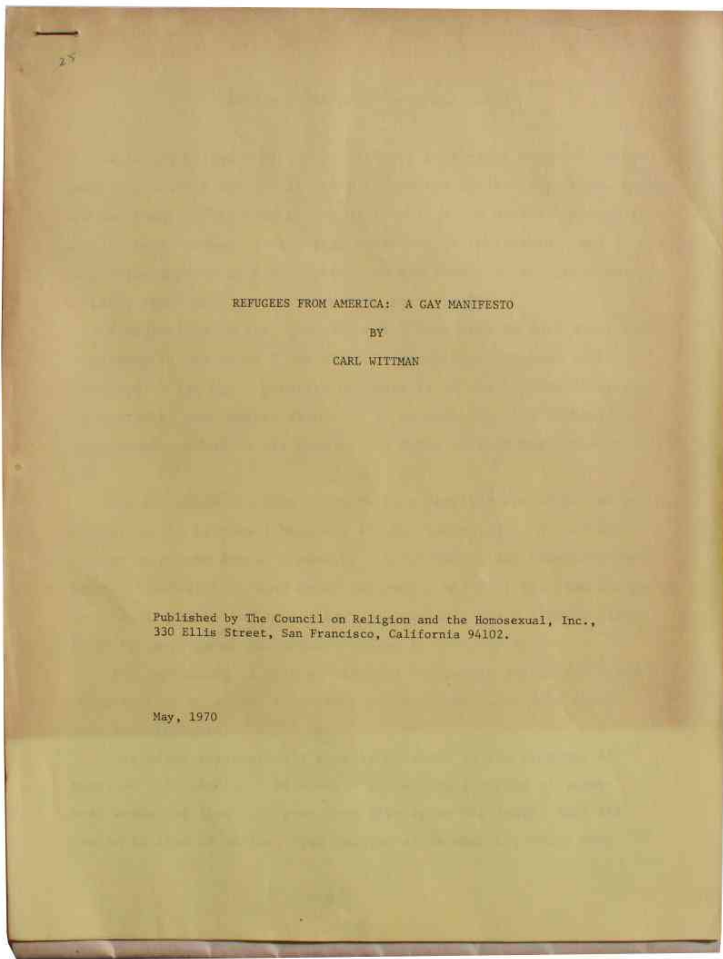 25
REFUGEES FROM AMERICA: A GAY MANIFESTO
BY
CARL WITTMAN
Published by The Council on Religion and the Homosexual, Inc.,
330 Ellis Street, San Francisco, California 94102.
May, 1970